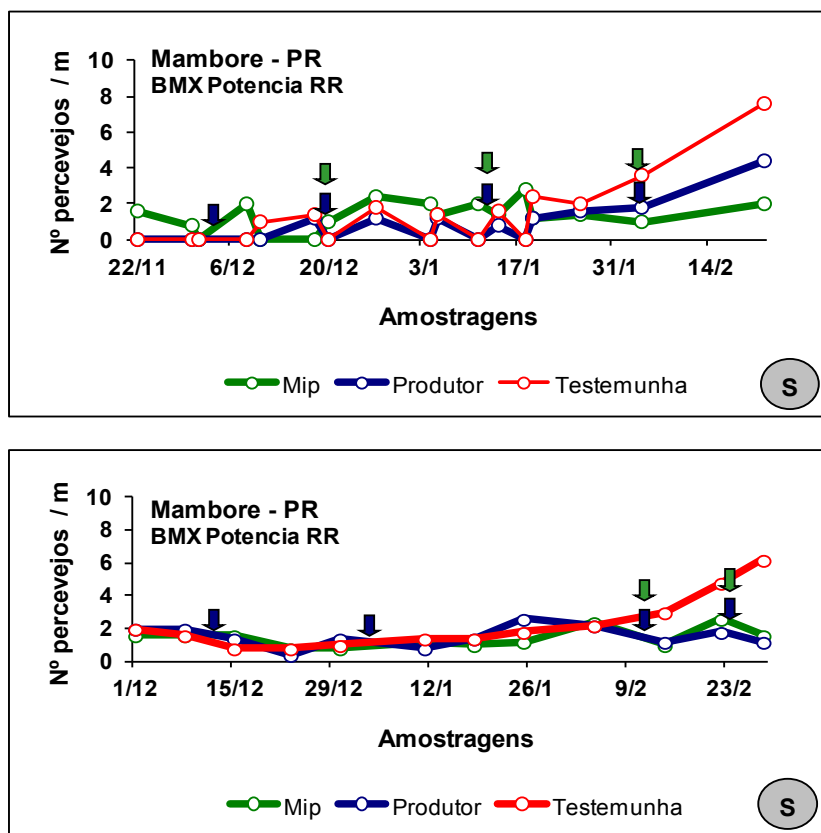 Mambore - PR
BMX Potencia RR
Nº percevejos / m
10
8
6
4
2
0
22/11 6/12 20/12 3/1 17/1 31/1 14/2
Amostragens
Mip Produtor Testemunha
S
Mambore - PR
BMX Potencia RR
Nº percevejos / m
10
8
6
4
2
0
1/12 15/12 29/12 12/1 26/1 9/2 23/2
Amostragens
Mip Produtor Testemunha
S